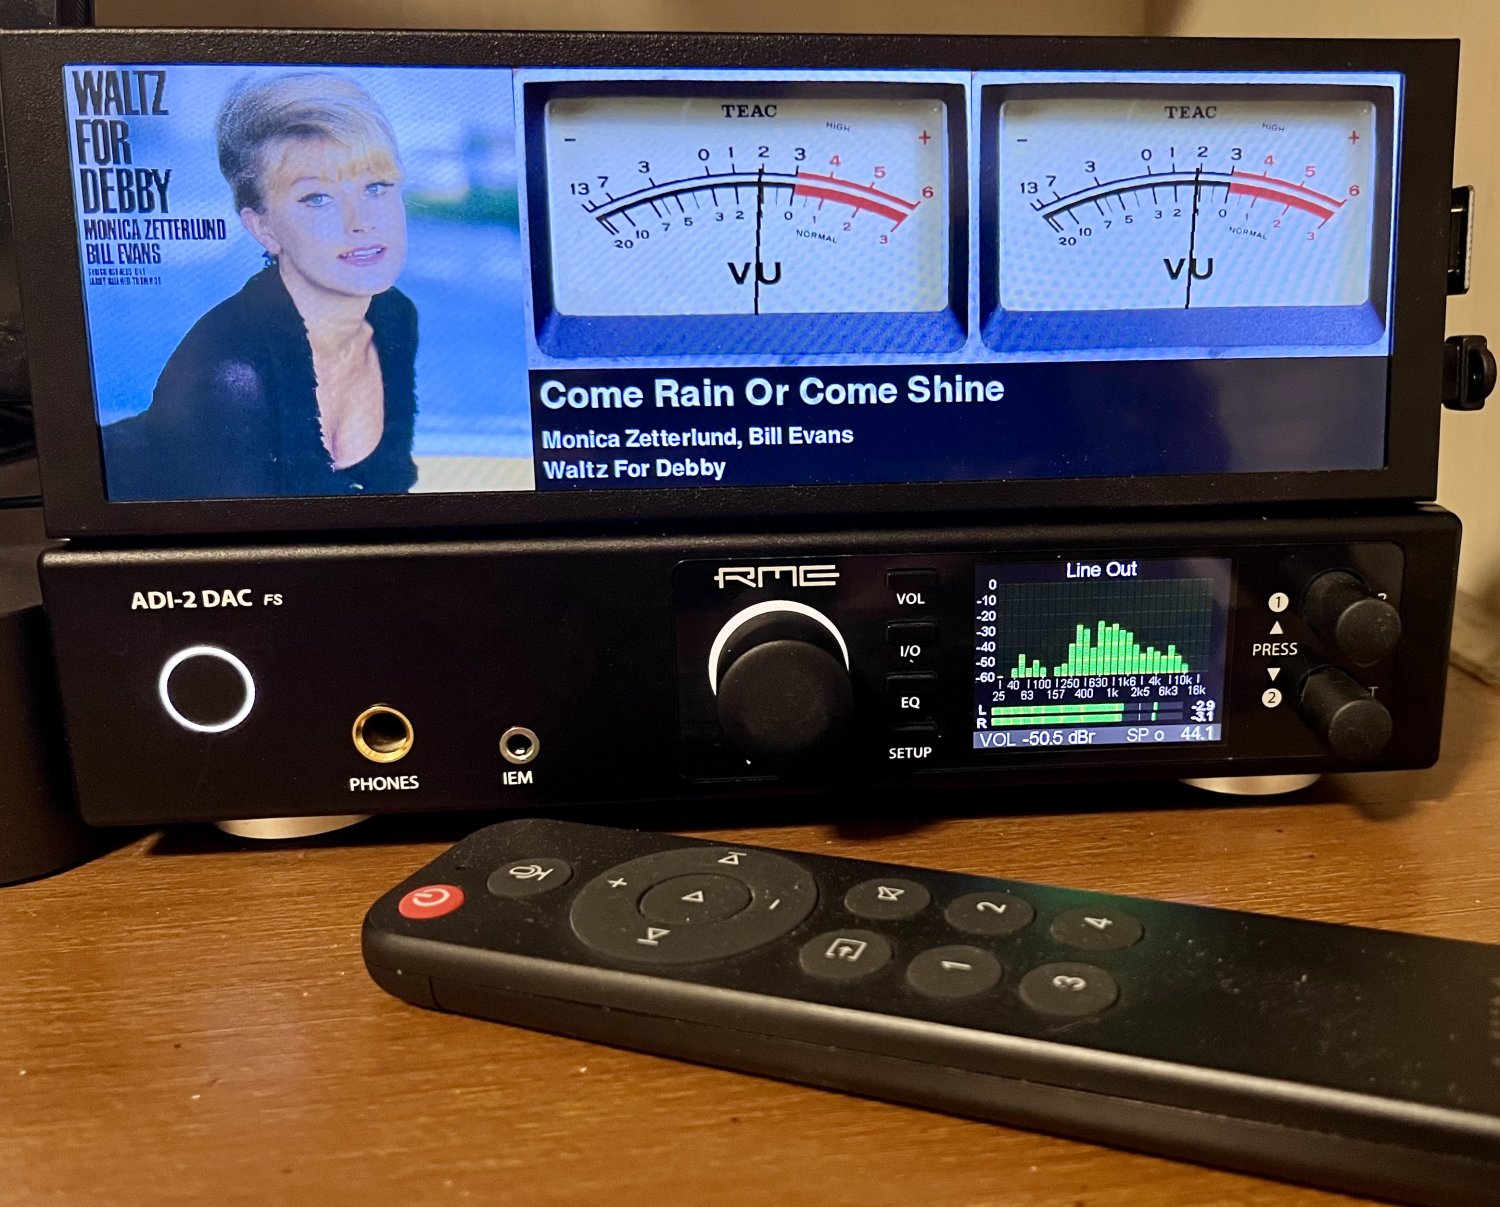 WALTZ
FOR
DEBBY
MONICA ZETTERLUND
BILL EVANS
TEAC
HIGH
- +
13 7 3 0 1 2 3 4 5 6
20 10 7 5 3 2 0 1 2 3
NORMAL
VU
TEAC
HIGH
- +
13 7 3 0 1 2 3 4 5 6
20 10 7 5 3 2 1 0 1 2 3
NORMAL
VU
Come Rain Or Come Shine
Monica Zetterlund, Bill Evans
Waltz For Debby
ADI-2 DAC FS
PHONES
IEM
RME
VOL
I/O
EQ
SETUP
Line Out
0
-10
-20
-30
-40
-50
-60
40 100 250 630 1k6 4k 10k
25 63 157 400 1k 2k5 6k3 16k
L -2.9
R -3.1
VOL -50.5 dBr SP o 44.1
1
PRESS
2
+ -
2 4
1 3